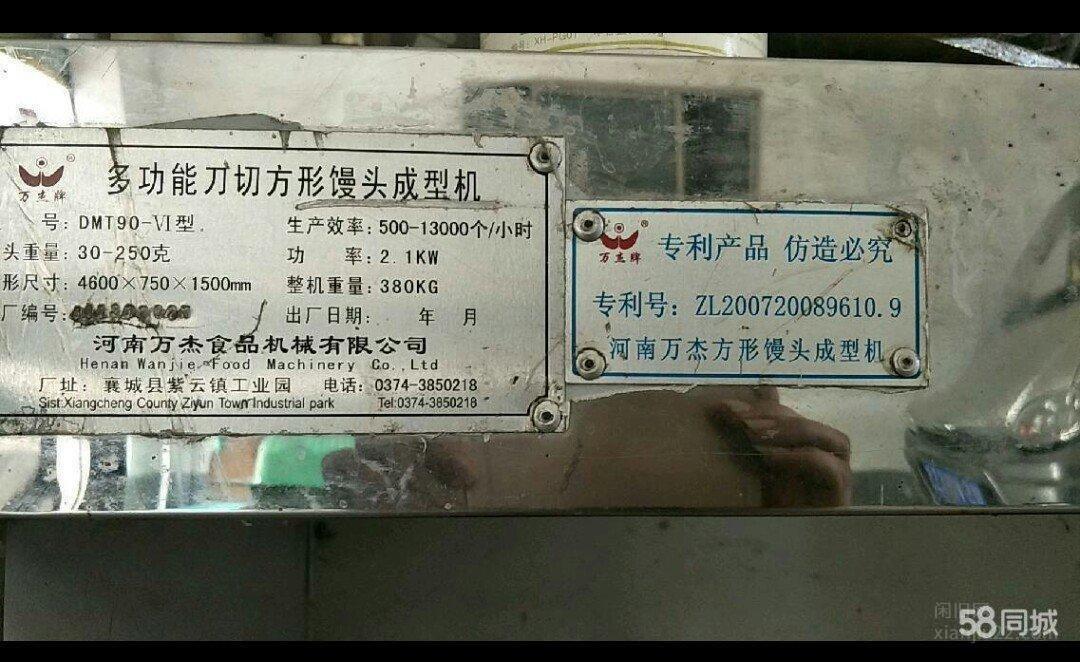 号: XH-PG01
万杰牌®
多功能刀切方形馒头成型机
号: DMT90-VI型
生产效率: 500-13000个/小时
头重量: 30-250克
功 率: 2.1KW
形尺寸: 4600×750×1500mm
整机重量: 380KG
厂编号:
出厂日期: 年 月
河南万杰食品机械有限公司
Henan Wanjie Food Machinery Co.,Ltd
厂址: 襄城县紫云镇工业园 电话: 0374-3850218
Sist:Xiangcheng County Ziyun Town Industrial park Tel:0374-3850218
万杰牌®
专利产品 仿造必究
专利号: ZL200720089610.9
河南万杰方形馒头成型机
58同城